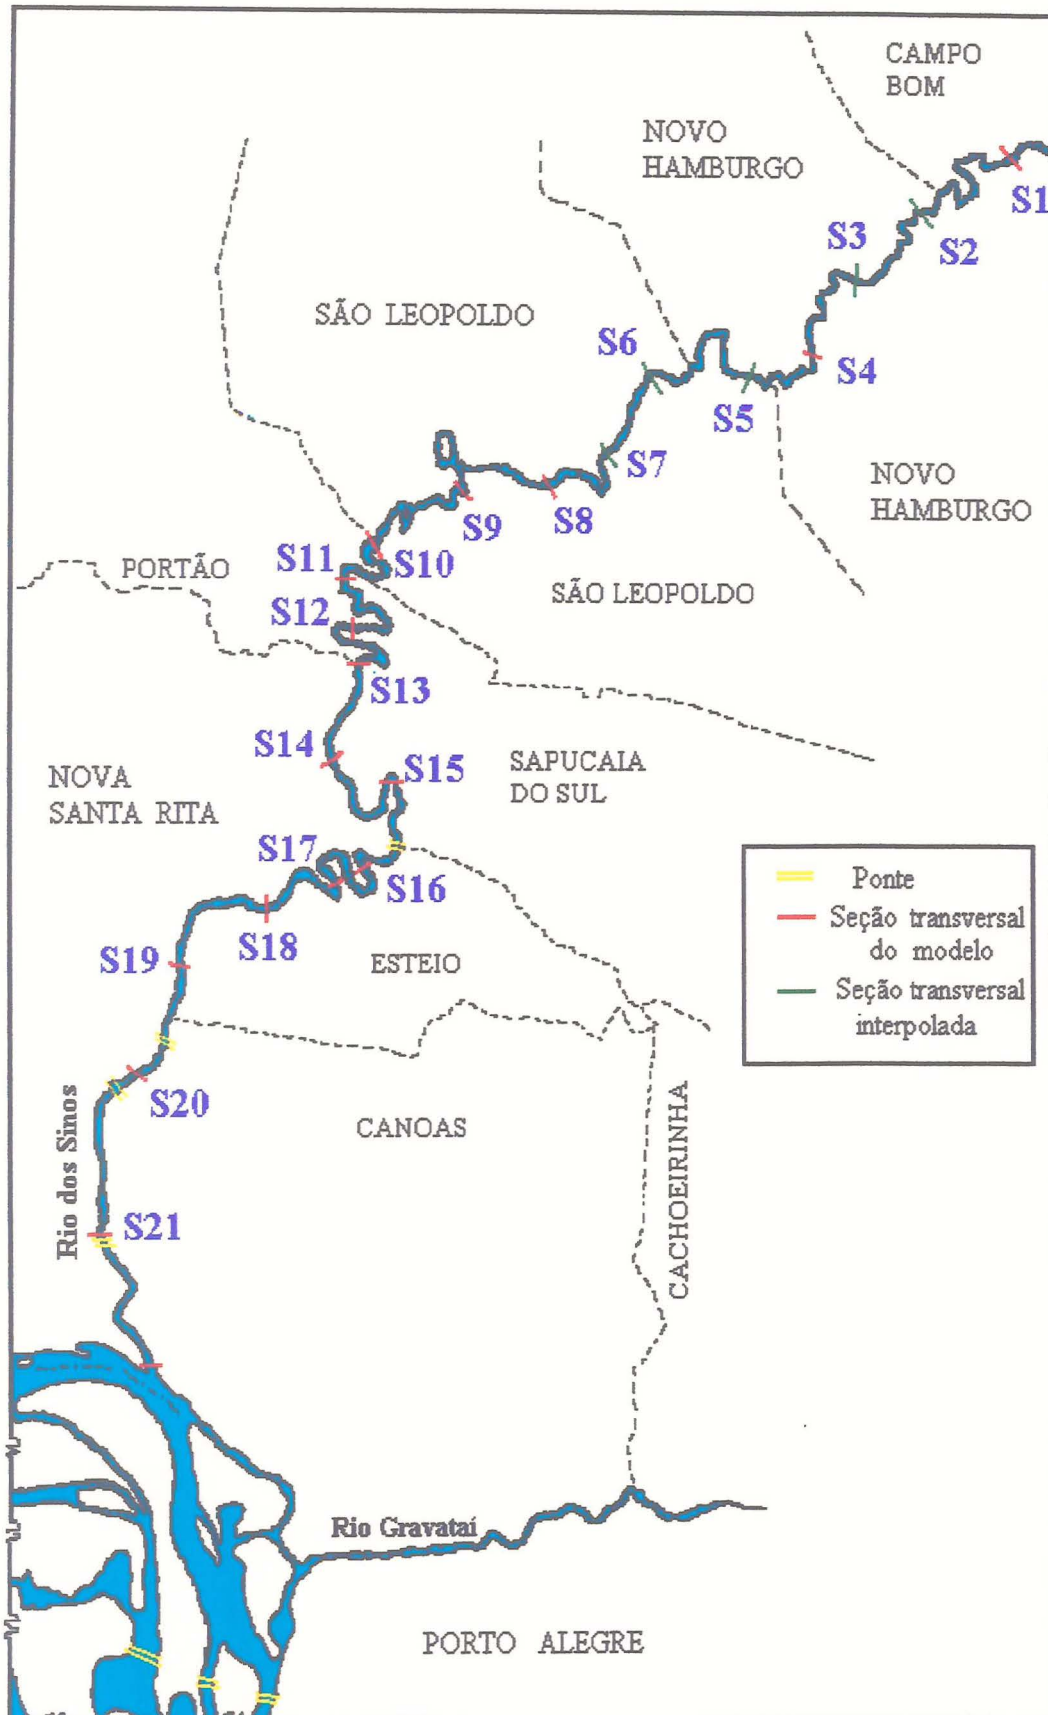 CAMPO
BOM
NOVO
HAMBURGO
S1
S2
S3
SÃO LEOPOLDO
S6
S4
S5
S7
NOVO
HAMBURGO
S9
S8
S11
S10
PORTÃO
SÃO LEOPOLDO
S12
S13
S14
S15
SAPUCAIA
DO SUL
NOVA
SANTA RITA
S17
S16
Ponte
Seção transversal
do modelo
Seção transversal
interpolada
S18
S19
ESTEIO
S20
CANOAS
CACHOEIRINHA
Rio dos Sinos
S21
Rio Gravataí
PORTO ALEGRE